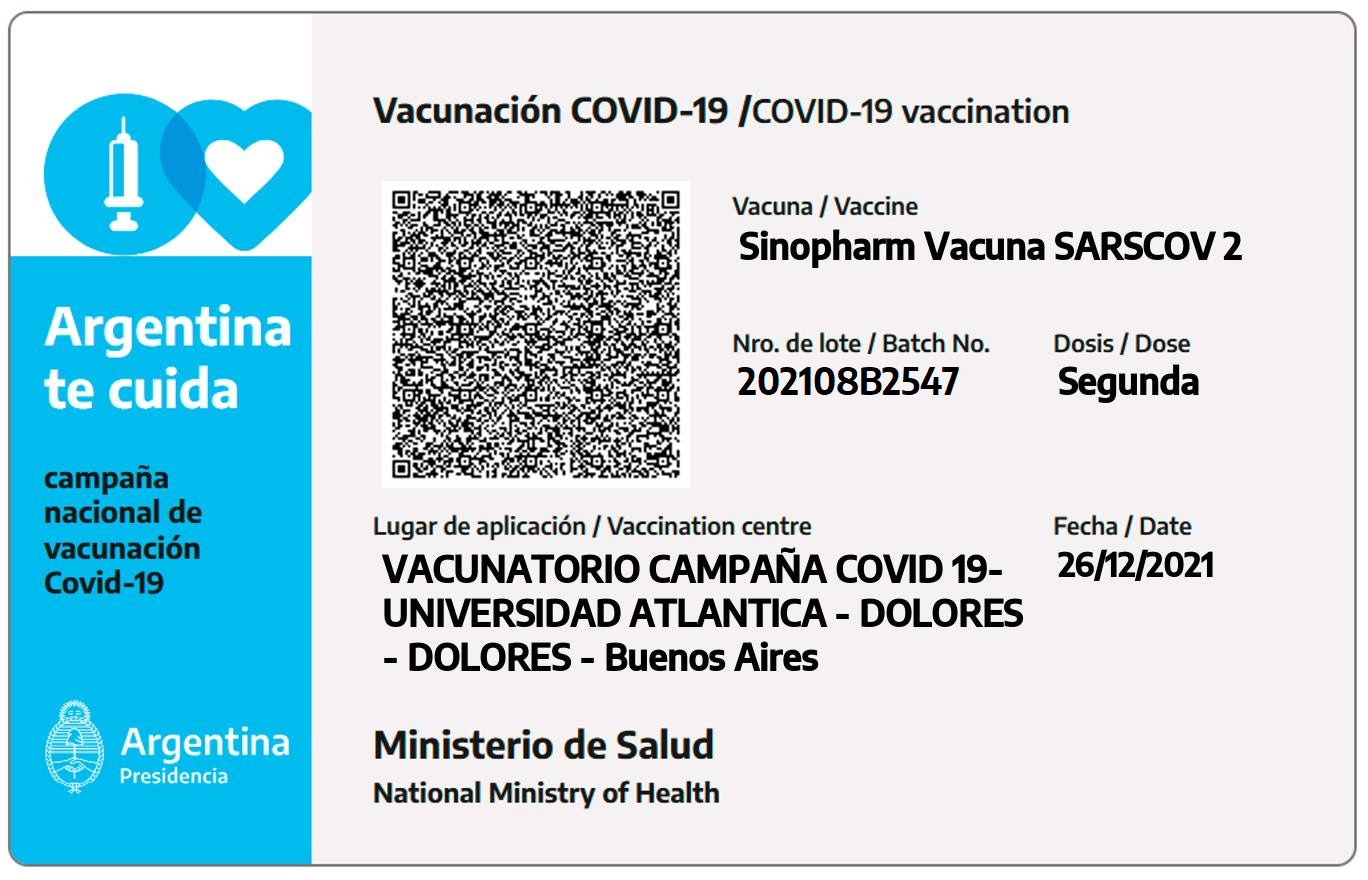 Vacunación COVID-19 /COVID-19 vaccination
Vacuna / Vaccine
Sinopharm Vacuna SARSCOV 2
Nro. de lote / Batch No.
202108B2547
Dosis / Dose
Segunda
Lugar de aplicación / Vaccination centre
VACUNATORIO CAMPAÑA COVID 19-
UNIVERSIDAD ATLANTICA - DOLORES
- DOLORES - Buenos Aires
Fecha / Date
26/12/2021
Ministerio de Salud
National Ministry of Health
Argentina
te cuida
campaña
nacional de
vacunación
Covid-19
Argentina
Presidencia